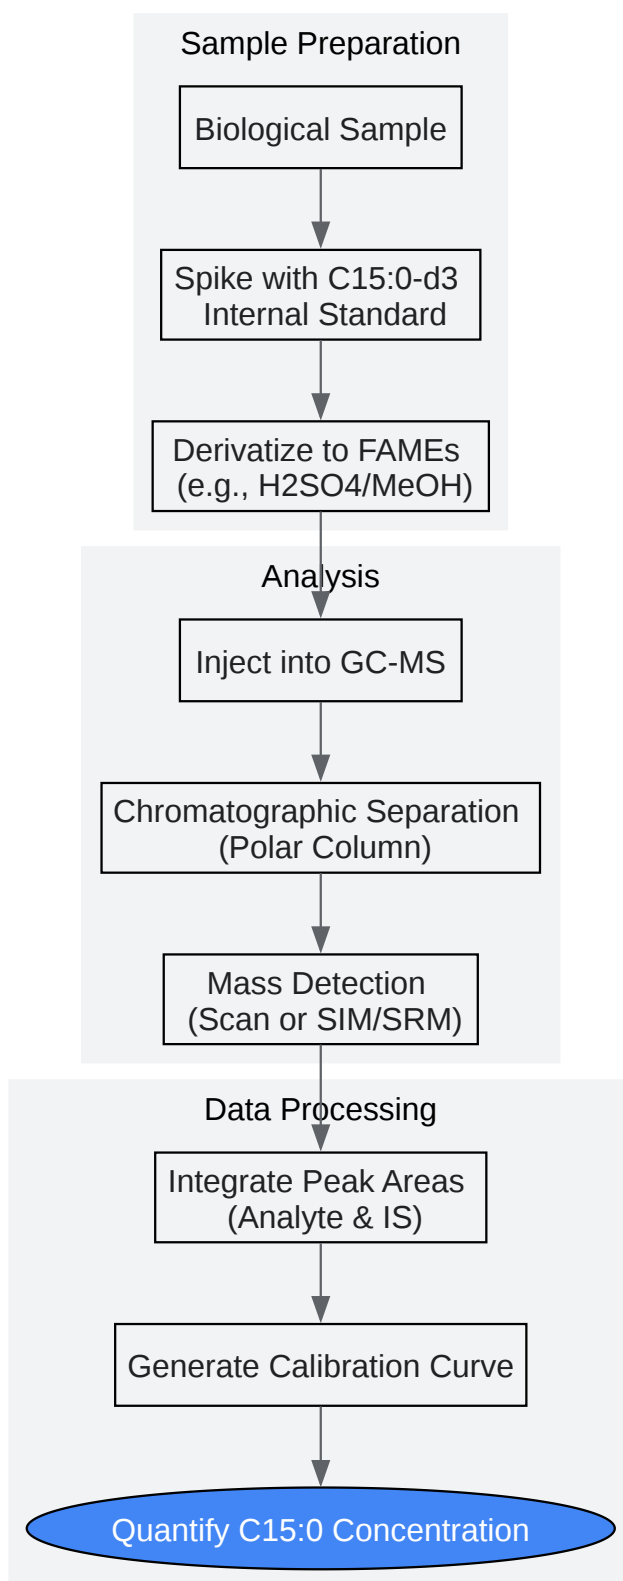 Sample Preparation
Biological Sample
Spike with C15:0-d3
Internal Standard
Derivatize to FAMEs
(e.g., H2SO4/MeOH)
Analysis
Inject into GC-MS
Chromatographic Separation
(Polar Column)
Mass Detection
(Scan or SIM/SRM)
Data Processing
Integrate Peak Areas
(Analyte & IS)
Generate Calibration Curve
Quantify C15:0 Concentration